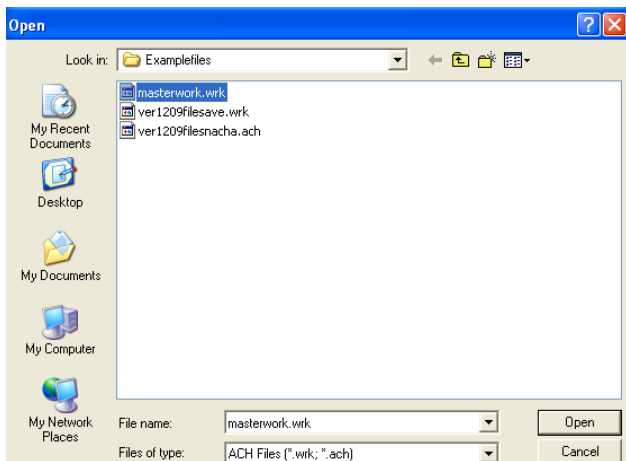 Open
Look in: Examplefiles
masterwork.wrk
ver1209filesave.wrk
ver1209filesnacha.ach
My Recent
Documents
Desktop
My Documents
My Computer
My Network
Places
File name: masterwork.wrk Open
Files of type: ACH Files (*.wrk; *.ach) Cancel